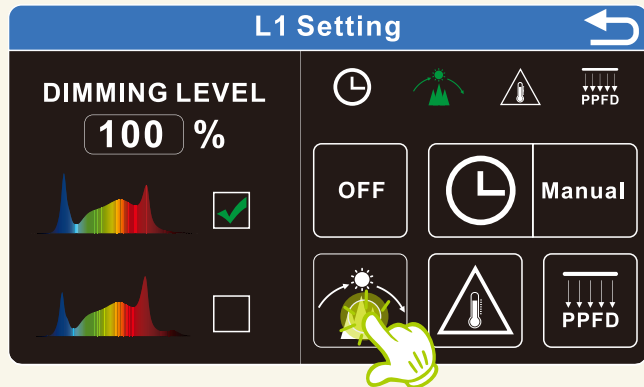 L1 Setting
DIMMING LEVEL
100 %
PPFD
OFF
Manual
PPFD